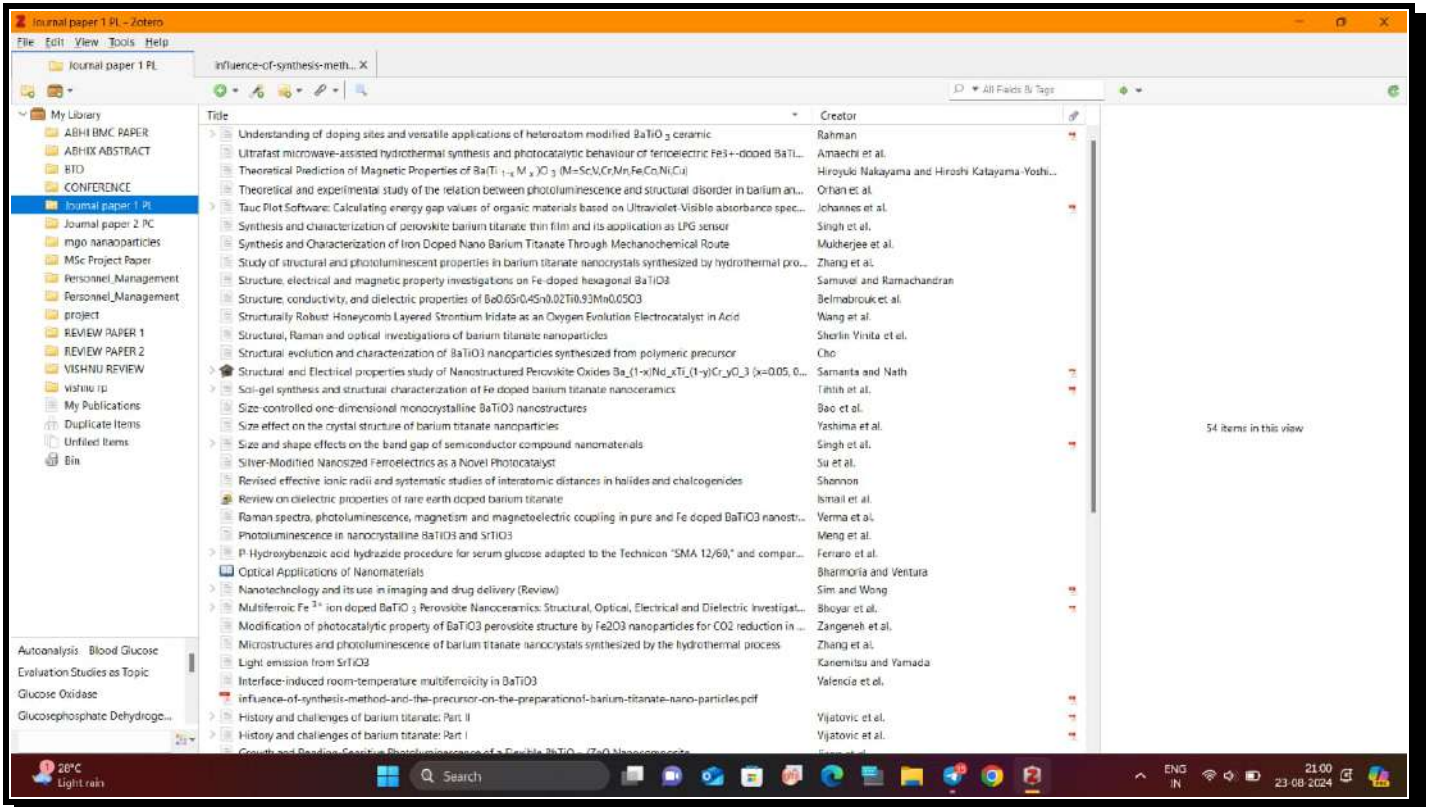 Journal paper 1 PL - Zotero
File Edit View Tools Help
Journal paper 1 PL
influence-of-synthesis-meth... X
All Fields & Tags
My Library
ABHI BMC PAPER
ABHIX ABSTRACT
BTO
CONFERENCE
Journal paper 1 PL
Journal paper 2 PC
mgo nanaoparticles
MSc Project Paper
Personnel_Management
Personnel_Management
project
REVIEW PAPER 1
REVIEW PAPER 2
VISHNU REVIEW
vishnu rp
My Publications
Duplicate Items
Unfiled Items
Bin
Autoanalysis Blood Glucose
Evaluation Studies as Topic
Glucose Oxidase
Glucosephosphate Dehydroge...
Title Creator
Understanding of doping sites and versatile applications of heteroatom modified BaTiO 3 ceramic Rahman
Ultrafast microwave-assisted hydrothermal synthesis and photocatalytic behaviour of ferroelectric Fe3+-doped BaTi... Amaechi et al.
Theoretical Prediction of Magnetic Properties of Ba(Ti 1-x M x )O 3 (M=Sc,V,Cr,Mn,Fe,Co,Ni,Cu) Hiroyuki Nakayama and Hiroshi Katayama-Yoshi...
Theoretical and experimental study of the relation between photoluminescence and structural disorder in barium an... Orhan et al.
Tauc Plot Software: Calculating energy gap values of organic materials based on Ultraviolet-Visible absorbance spec... Johannes et al.
Synthesis and characterization of perovskite barium titanate thin film and its application as LPG sensor Singh et al.
Synthesis and Characterization of Iron Doped Nano Barium Titanate Through Mechanochemical Route Mukherjee et al.
Study of structural and photoluminescent properties in barium titanate nanocrystals synthesized by hydrothermal pro... Zhang et al.
Structure, electrical and magnetic property investigations on Fe-doped hexagonal BaTiO3 Samuvel and Ramachandran
Structure, conductivity, and dielectric properties of Ba0.6Sr0.4Sn0.02Ti0.93Mn0.05O3 Belmabrouk et al.
Structurally Robust Honeycomb Layered Strontium Iridate as an Oxygen Evolution Electrocatalyst in Acid Wang et al.
Structural, Raman and optical investigations of barium titanate nanoparticles Sherlin Vinita et al.
Structural evolution and characterization of BaTiO3 nanoparticles synthesized from polymeric precursor Cho
Structural and Electrical properties study of Nanostructured Perovskite Oxides Ba_(1-x)Nd_xTi_(1-y)Cr_yO_3 (x=0.05, 0... Samanta and Nath
Sol-gel synthesis and structural characterization of Fe doped barium titanate nanoceramics Tihtih et al.
Size-controlled one-dimensional monocrystalline BaTiO3 nanostructures Bao et al.
Size effect on the crystal structure of barium titanate nanoparticles Yashima et al.
Size and shape effects on the band gap of semiconductor compound nanomaterials Singh et al.
Silver-Modified Nanosized Ferroelectrics as a Novel Photocatalyst Su et al.
Revised effective ionic radii and systematic studies of interatomic distances in halides and chalcogenides Shannon
Review on dielectric properties of rare earth doped barium titanate Ismail et al.
Raman spectra, photoluminescence, magnetism and magnetoelectric coupling in pure and Fe doped BaTiO3 nanostr... Verma et al.
Photoluminescence in nanocrystalline BaTiO3 and SrTiO3 Meng et al.
P-Hydroxybenzoic acid hydrazide procedure for serum glucose adapted to the Technicon "SMA 12/60," and compar... Ferraro et al.
Optical Applications of Nanomaterials Bharmoria and Ventura
Nanotechnology and its use in imaging and drug delivery (Review) Sim and Wong
Multiferroic Fe 3+ ion doped BaTiO 3 Perovskite Nanoceramics: Structural, Optical, Electrical and Dielectric Investigat... Bhoyar et al.
Modification of photocatalytic property of BaTiO3 perovskite structure by Fe2O3 nanoparticles for CO2 reduction in ... Zangeneh et al.
Microstructures and photoluminescence of barium titanate nanocrystals synthesized by the hydrothermal process Zhang et al.
Light emission from SrTiO3 Kanemitsu and Yamada
Interface-induced room-temperature multiferroicity in BaTiO3 Valencia et al.
influence-of-synthesis-method-and-the-precursor-on-the-preparationof-barium-titanate-nano-particles.pdf
History and challenges of barium titanate: Part II Vijatovic et al.
History and challenges of barium titanate: Part I Vijatovic et al.
54 items in this view
28°C
Light rain
Search
ENG
IN
21:00
23-08-2024